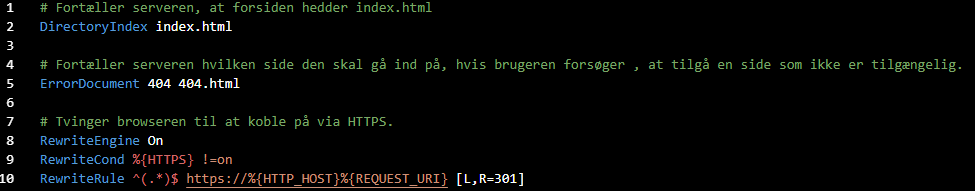 1 # Fortæller serveren, at forsiden hedder index.html
2 DirectoryIndex index.html
3
4 # Fortæller serveren hvilken side den skal gå ind på, hvis brugeren forsøger , at tilgå en side som ikke er tilgængelig.
5 ErrorDocument 404 404.html
6
7 # Tvinger browseren til at koble på via HTTPS.
8 RewriteEngine On
9 RewriteCond %{HTTPS} !=on
10 RewriteRule ^(.*)$ https://%{HTTP_HOST}%{REQUEST_URI} [L,R=301]